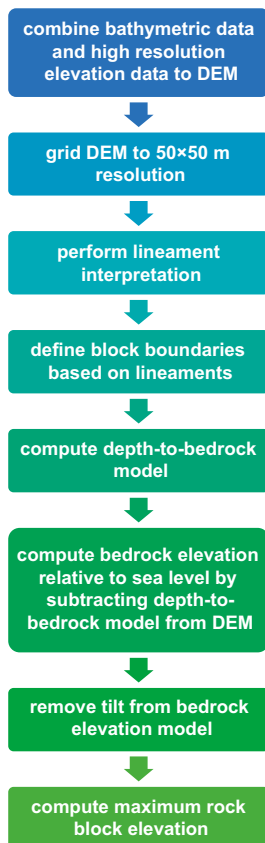 combine bathymetric data
and high resolution
elevation data to DEM
grid DEM to 50×50 m
resolution
perform lineament
interpretation
define block boundaries
based on lineaments
compute depth-to-bedrock
model
compute bedrock elevation
relative to sea level by
subtracting depth-to-
bedrock model from DEM
remove tilt from bedrock
elevation model
compute maximum rock
block elevation